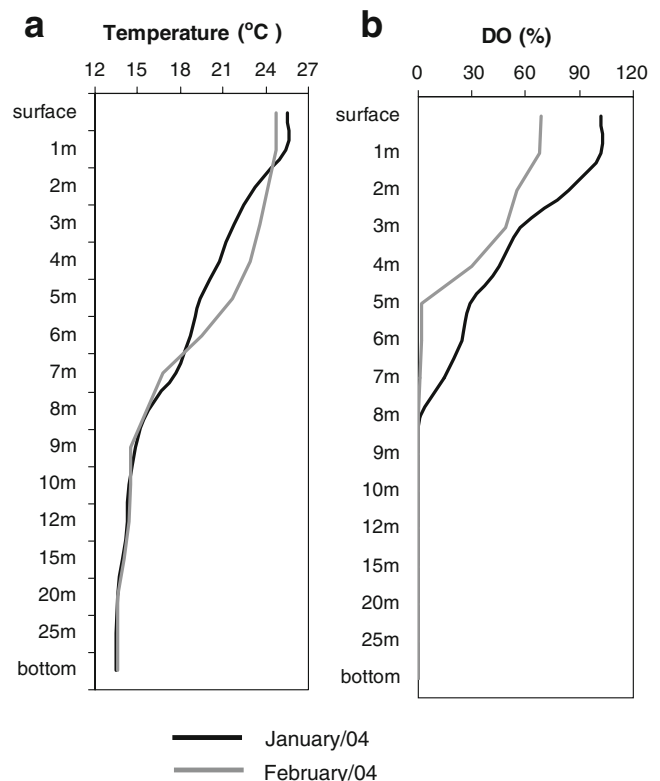 a
Temperature (°C )
12 15 18 21 24 27
surface
1m
2m
3m
4m
5m
6m
7m
8m
9m
10m
12m
15m
20m
25m
bottom
b
DO (%)
0 30 60 90 120
surface
1m
2m
3m
4m
5m
6m
7m
8m
9m
10m
12m
15m
20m
25m
bottom
January/04
February/04